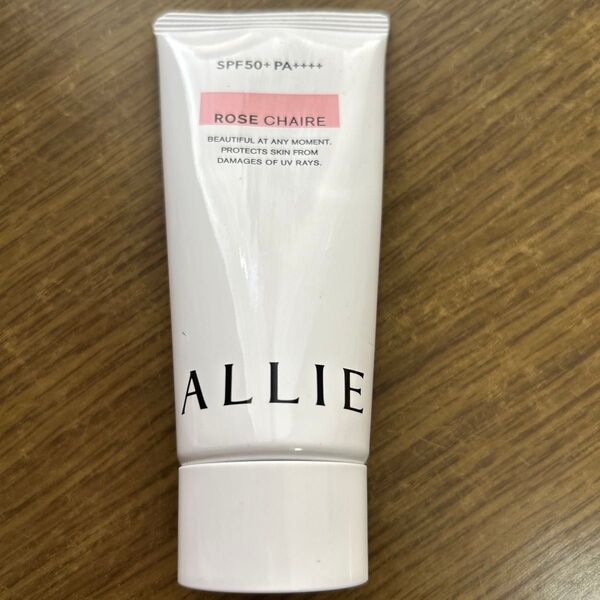 SPF50+ PA++++
ROSE CHAIRE
BEAUTIFUL AT ANY MOMENT.
PROTECTS SKIN FROM
DAMAGES OF UV RAYS.
ALLIE